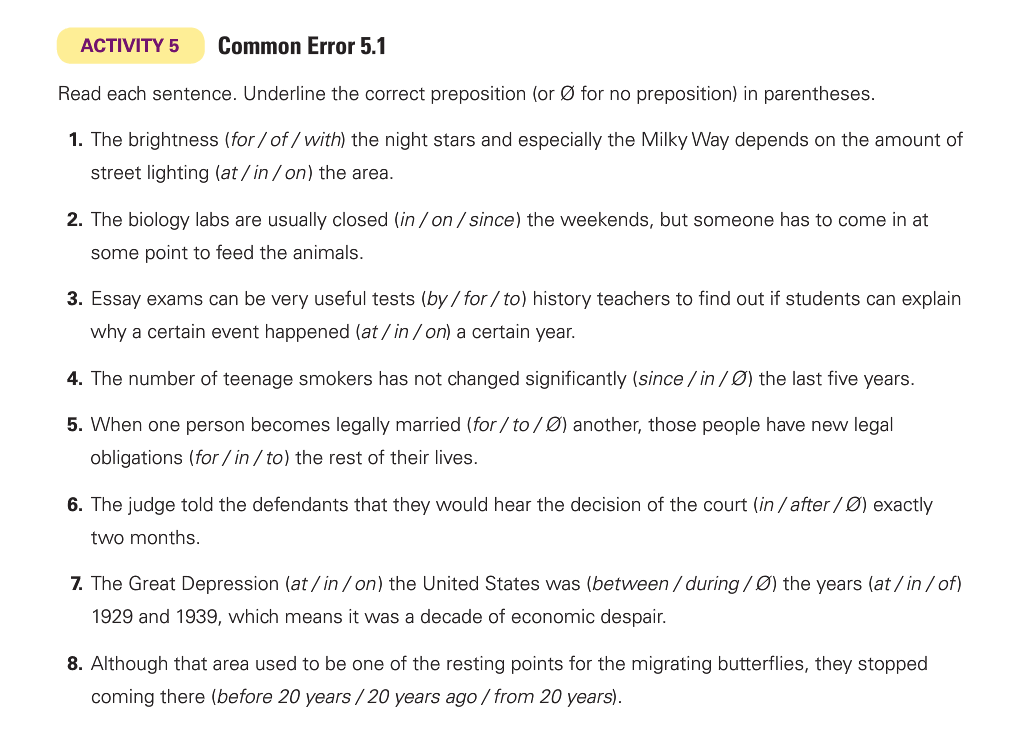 ACTIVITY 5 Common Error 5.1
Read each sentence. Underline the correct preposition (or Ø for no preposition) in parentheses.
1. The brightness (for / of / with) the night stars and especially the Milky Way depends on the amount of
street lighting (at / in / on) the area.
2. The biology labs are usually closed (in / on / since) the weekends, but someone has to come in at
some point to feed the animals.
3. Essay exams can be very useful tests (by / for / to) history teachers to find out if students can explain
why a certain event happened (at / in / on) a certain year.
4. The number of teenage smokers has not changed significantly (since / in / Ø) the last five years.
5. When one person becomes legally married (for / to / Ø) another, those people have new legal
obligations (for / in / to) the rest of their lives.
6. The judge told the defendants that they would hear the decision of the court (in / after / Ø) exactly
two months.
7. The Great Depression (at / in / on) the United States was (between / during / Ø) the years (at / in / of)
1929 and 1939, which means it was a decade of economic despair.
8. Although that area used to be one of the resting points for the migrating butterflies, they stopped
coming there (before 20 years / 20 years ago / from 20 years).